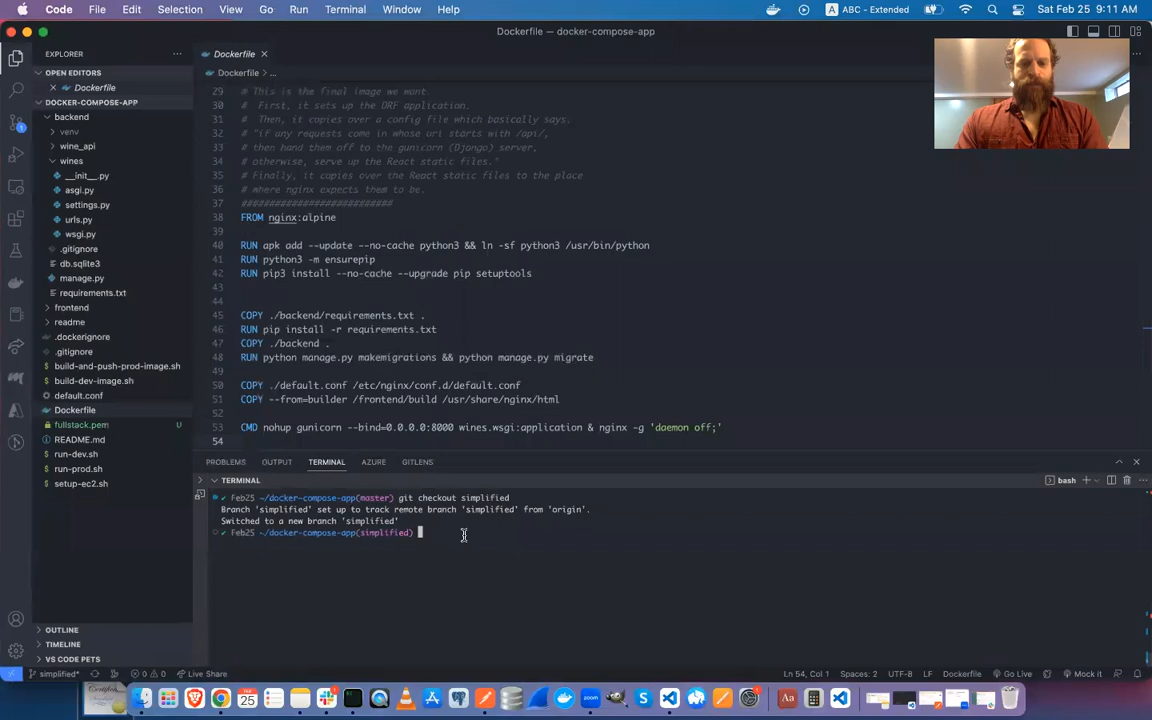 Code File Edit Selection View Go Run Terminal Window Help
ABC - Extended Sat Feb 25 9:11 AM
Dockerfile — docker-compose-app
EXPLORER
OPEN EDITORS
Dockerfile
DOCKER-COMPOSE-APP
backend
venv
wine_api
wines
__init__.py
asgi.py
settings.py
urls.py
wsgi.py
.gitignore
db.sqlite3
manage.py
requirements.txt
frontend
readme
.dockerignore
.gitignore
build-and-push-prod-image.sh
build-dev-image.sh
default.conf
Dockerfile
fullstack.pem U
README.md
run-dev.sh
run-prod.sh
setup-ec2.sh
OUTLINE
TIMELINE
VS CODE PETS
Dockerfile
Dockerfile > ...
29 # This is the final image we want.
30 # First, it sets up the DRF application.
31 # Then, it copies over a config file which basically says:
32 # "if any requests come in whose uri starts with /api/,
33 # then hand them off to the gunicorn (Django) server,
34 # otherwise, serve up the React static files."
35 # Finally, it copies over the React static files to the place
36 # where nginx expects them to be.
37 ##########################
38 FROM nginx:alpine
40 RUN apk add --update --no-cache python3 && ln -sf python3 /usr/bin/python
41 RUN python3 -m ensurepip
42 RUN pip3 install --no-cache --upgrade pip setuptools
43
44
45 COPY ./backend/requirements.txt .
46 RUN pip install -r requirements.txt
47 COPY ./backend .
48 RUN python manage.py makemigrations && python manage.py migrate
49
50 COPY ./default.conf /etc/nginx/conf.d/default.conf
51 COPY --from=builder /frontend/build /usr/share/nginx/html
53 CMD nohup gunicorn --bind=0.0.0.0:8000 wines.wsgi:application & nginx -g 'daemon off;'
54
PROBLEMS OUTPUT TERMINAL AZURE GITLENS
TERMINAL
bash
✔ Feb25 ~/docker-compose-app(master) git checkout simplified
Branch 'simplified' set up to track remote branch 'simplified' from 'origin'.
Switched to a new branch 'simplified'
✔ Feb25 ~/docker-compose-app(simplified)
simplified* 0 0 Live Share
Ln 54, Col 1 Spaces: 2 UTF-8 LF Dockerfile Go Live Mock it